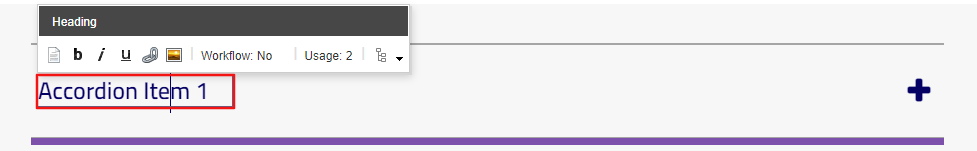 Heading
b i u Workflow: No Usage: 2
Accordion Item 1